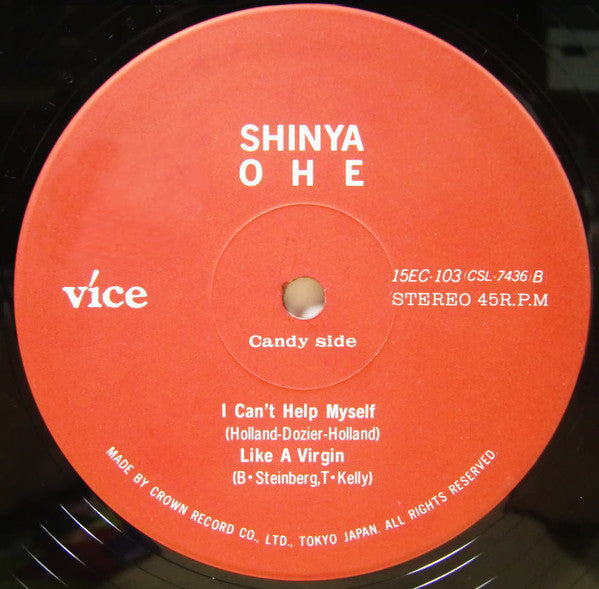 SHINYA
OHE
vice
15EC-103 (CSL-7436) B
STEREO 45R.P.M
Candy side
I Can't Help Myself
(Holland-Dozier-Holland)
Like A Virgin
(B・Steinberg,T・Kelly)
MADE BY CROWN RECORD CO., LTD., TOKYO JAPAN. ALL RIGHTS RESERVED.